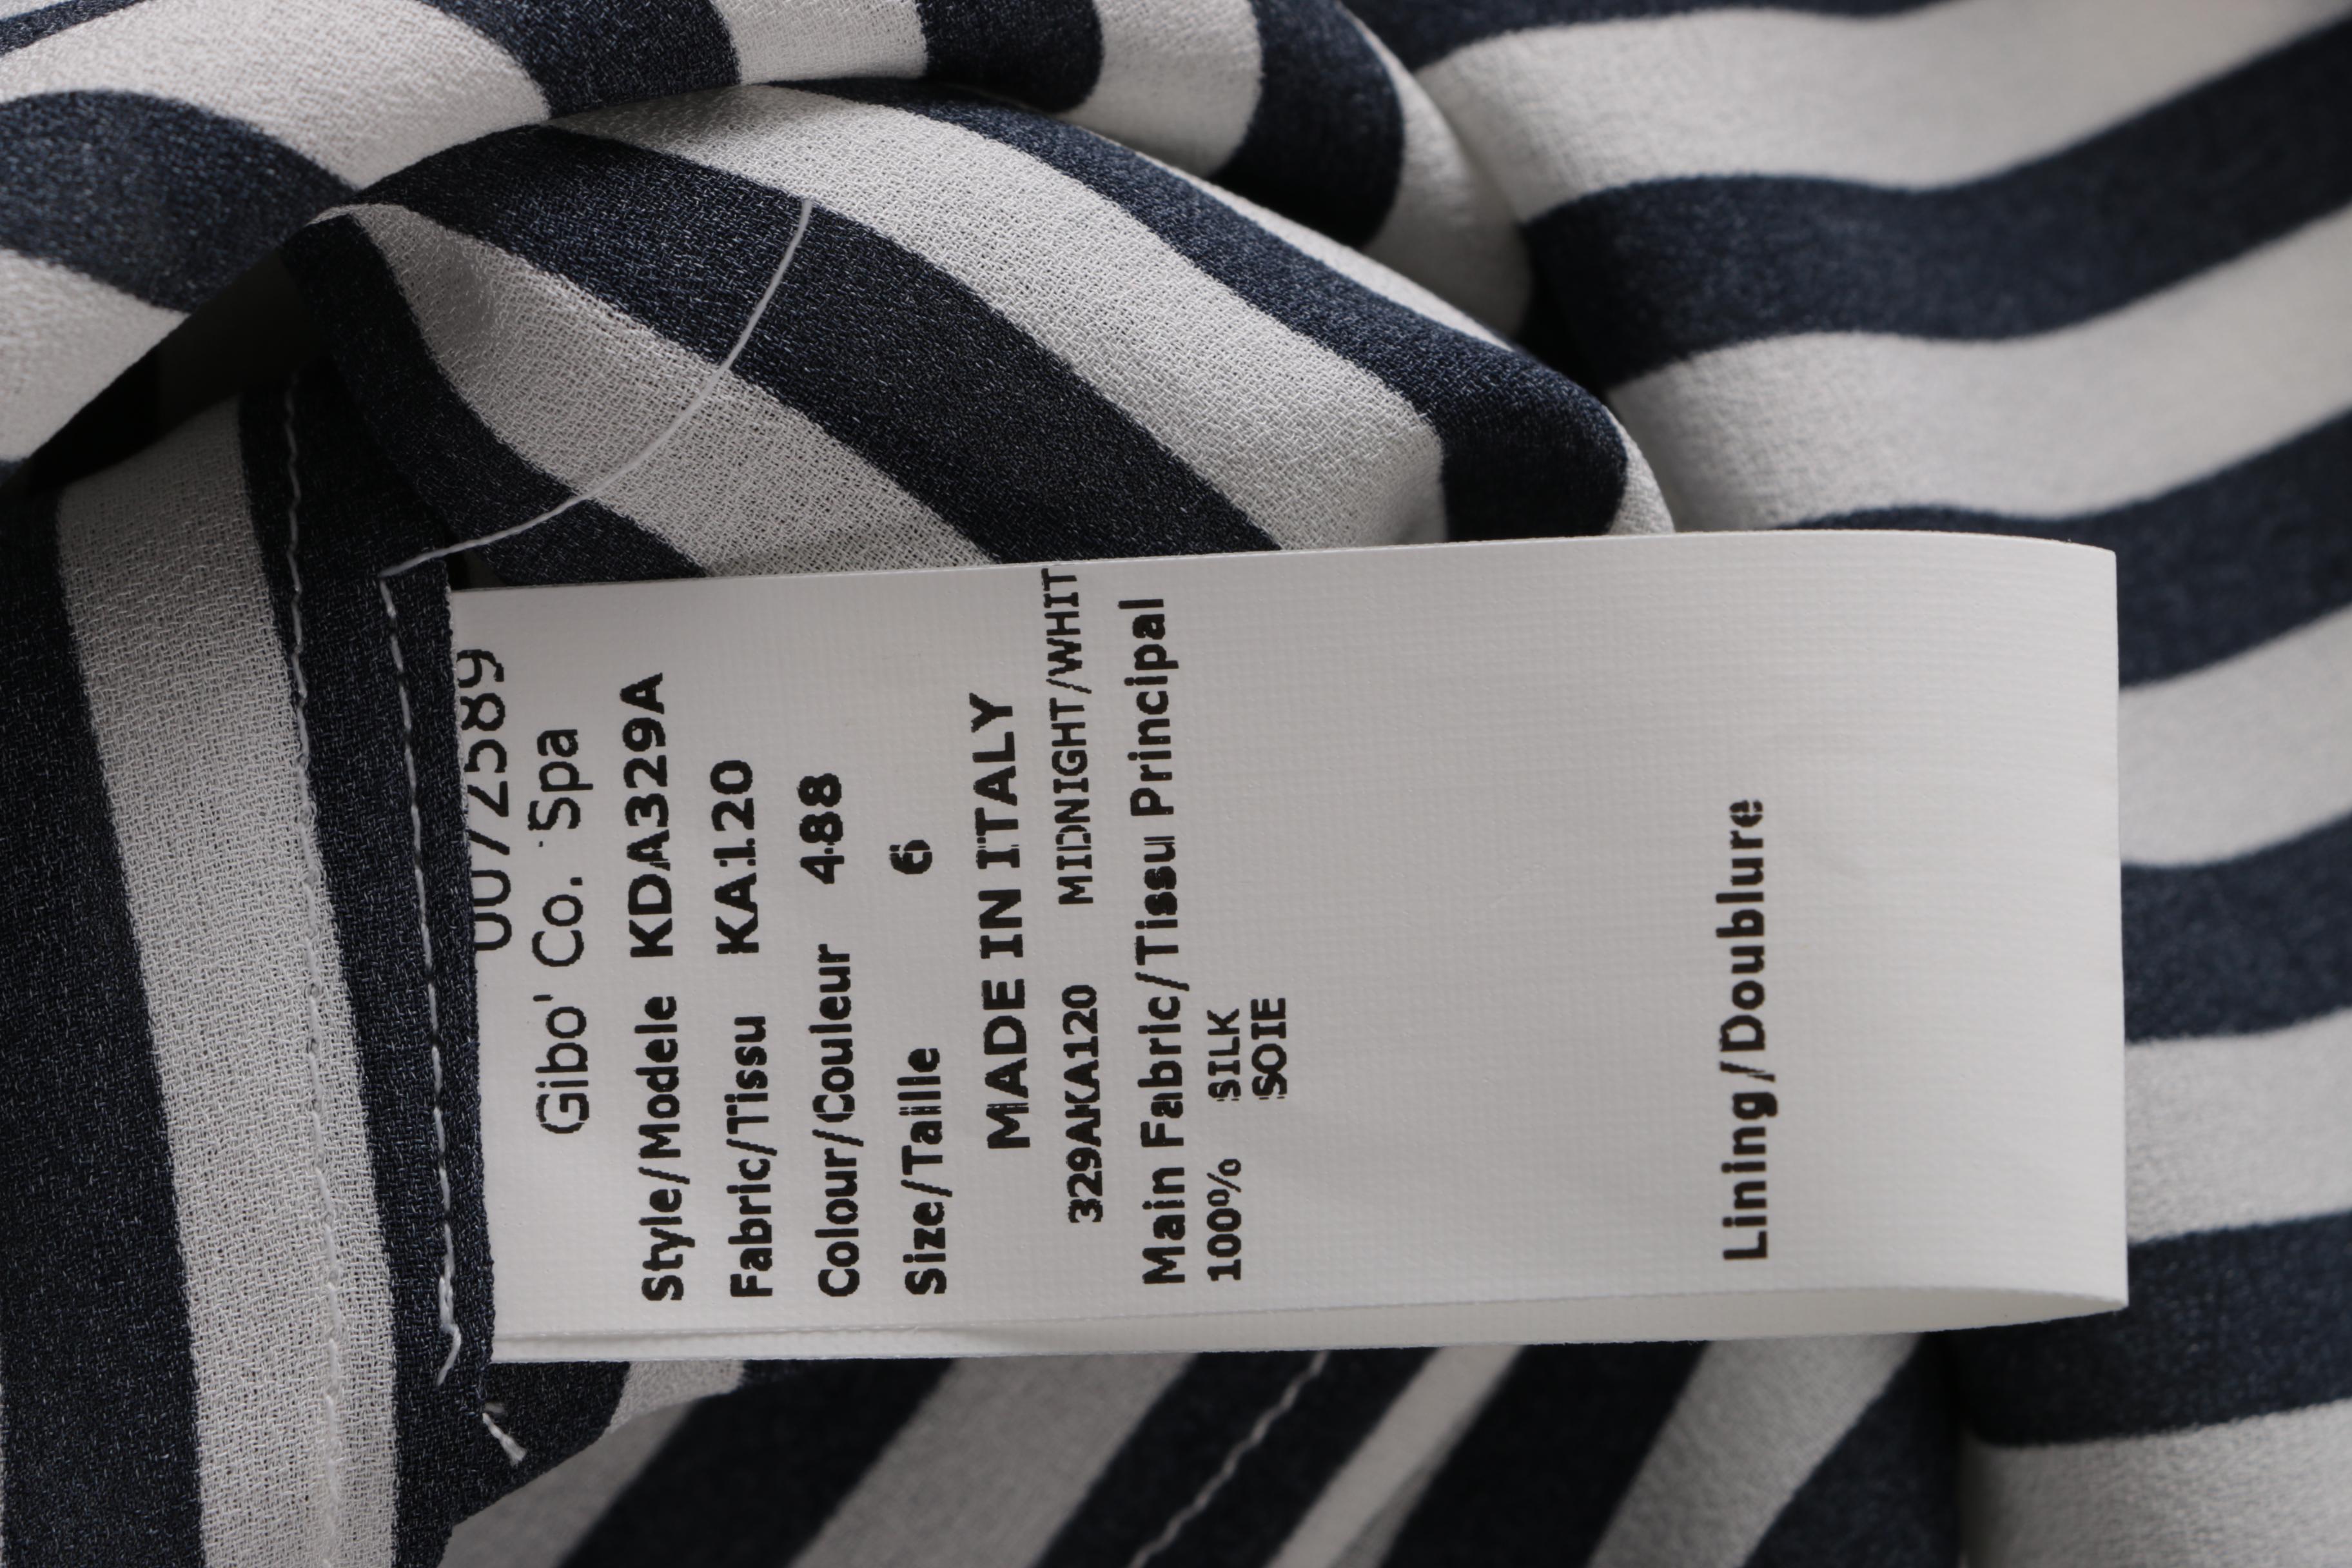 0072589
Gibo' Co. Spa
Style/Modele KDA329A
Fabric/Tissu KA120
Colour/Couleur 488
Size/Taille 6
MADE IN ITALY
329AKA120 MIDNIGHT/WHIT
Main Fabric/Tissu Principal
100% SILK
SOIE
Lining/Doublure